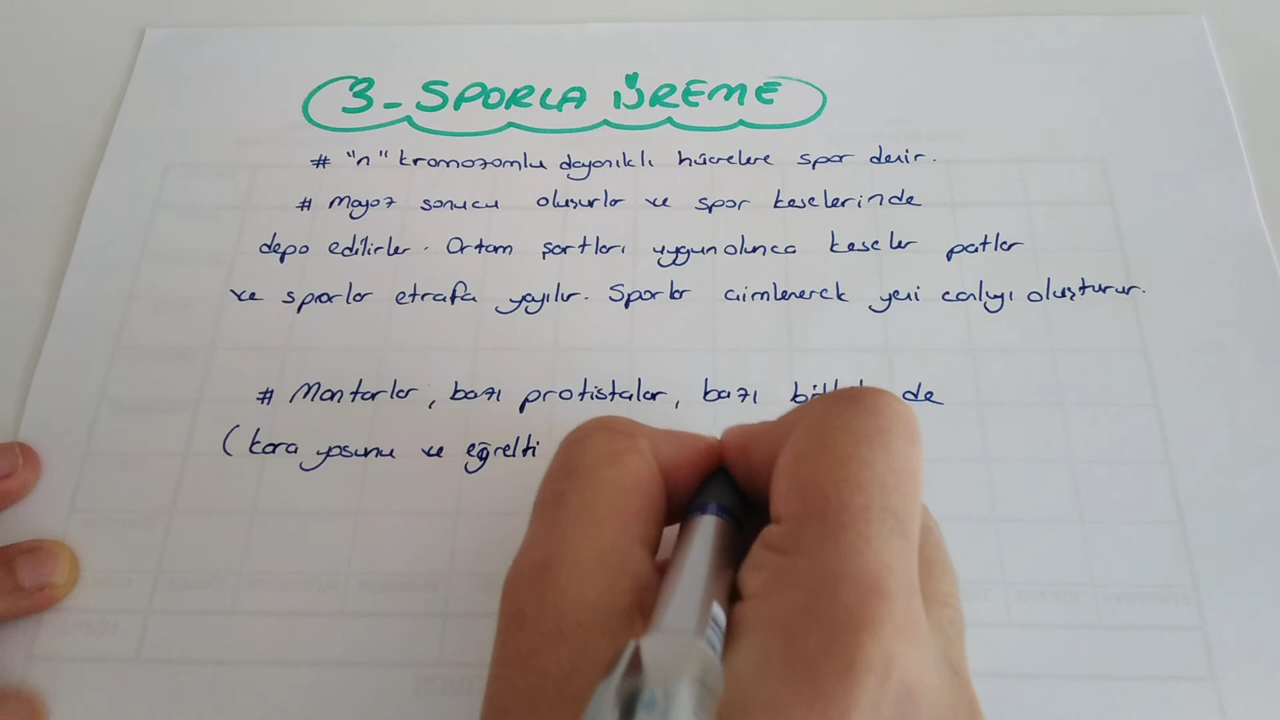 3- SPORLA ÜREME
# "n" kromozomlu dayanıklı hücrelere spor denir.
# Mayoz sonucu oluşurlar ve spor keselerinde
depo edilirler. Ortam şartları uygun olunca keseler patlar
ve sporlar etrafa yayılır. Sporlar çimlenerek yeni canlıyı oluşturur.
# Mantarlar, bazı protistalar, bazı de
(kara yosunu ve eğrelti